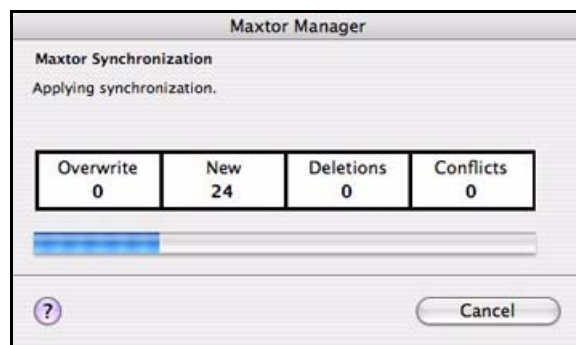 Maxtor Manager
Maxtor Synchronization
Applying synchronization.
Overwrite New Deletions Conflicts
0 24 0 0
?
Cancel